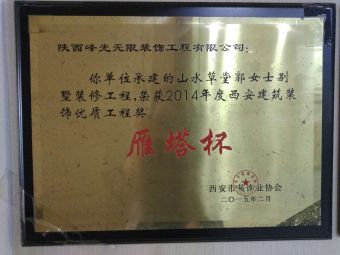 陕西峰光无限装饰工程有限公司：
你单位承建的山水草堂郭女士别
墅装修工程，荣获2014年度西安建筑装
饰优质工程奖。
雁塔杯
西安市装饰业协会
二〇一五年二月